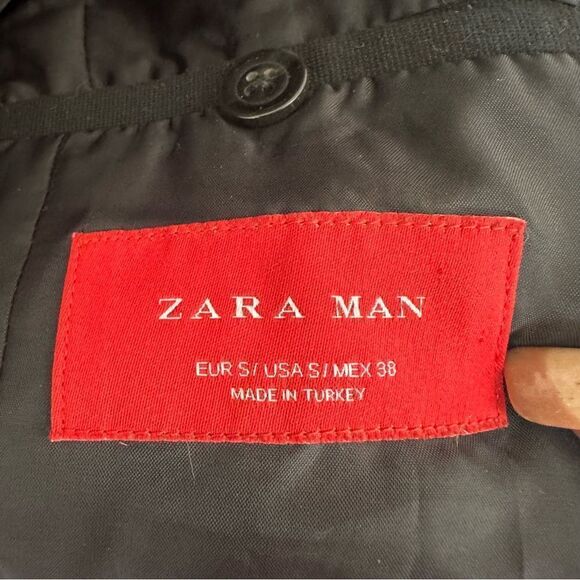 ZARA MAN
EUR S / USA S / MEX 38
MADE IN TURKEY